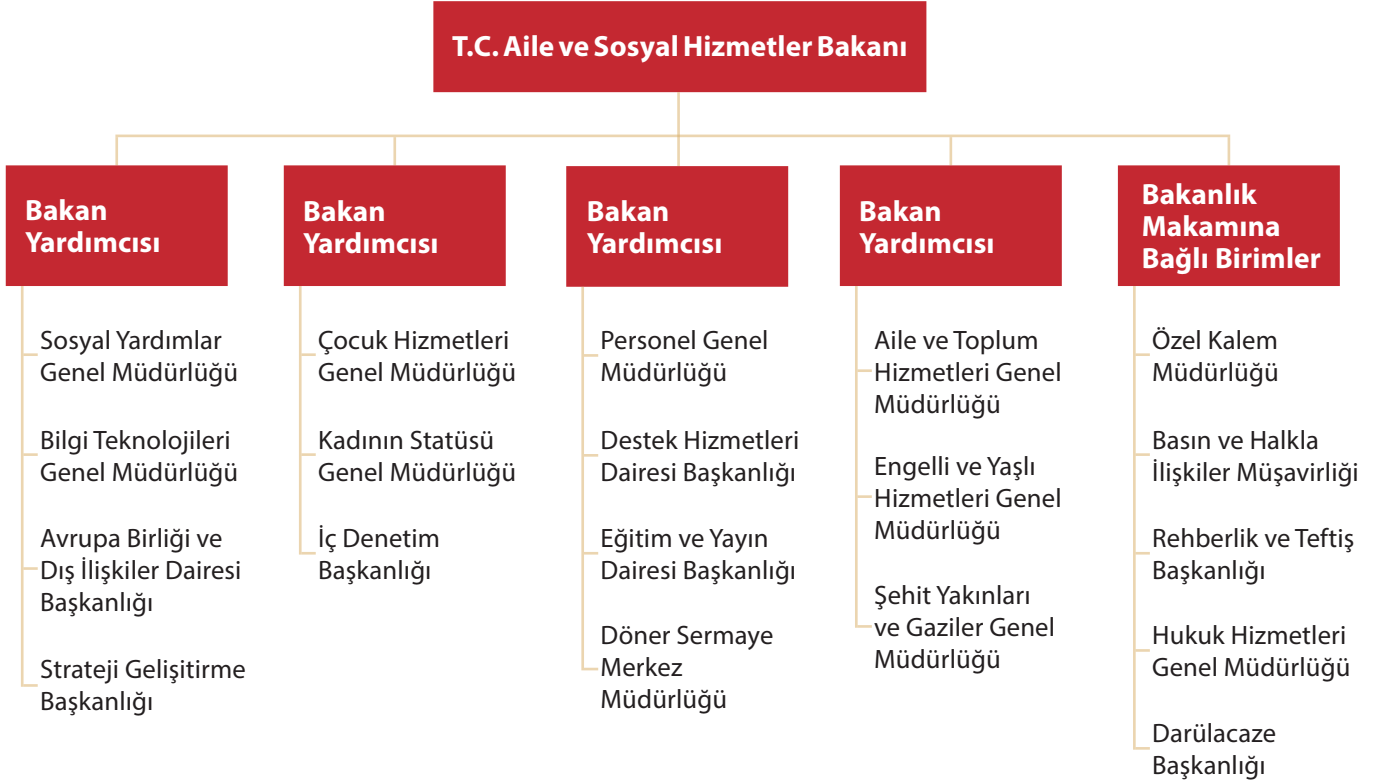 T.C. Aile ve Sosyal Hizmetler Bakanı
Bakan
Yardımcısı
Sosyal Yardımlar
Genel Müdürlüğü
Bilgi Teknolojileri
Genel Müdürlüğü
Avrupa Birliği ve
Dış İlişkiler Dairesi
Başkanlığı
Strateji Gelişitirme
Başkanlığı
Bakan
Yardımcısı
Çocuk Hizmetleri
Genel Müdürlüğü
Kadının Statüsü
Genel Müdürlüğü
İç Denetim
Başkanlığı
Bakan
Yardımcısı
Personel Genel
Müdürlüğü
Destek Hizmetleri
Dairesi Başkanlığı
Eğitim ve Yayın
Dairesi Başkanlığı
Döner Sermaye
Merkez
Müdürlüğü
Bakan
Yardımcısı
Aile ve Toplum
Hizmetleri Genel
Müdürlüğü
Engelli ve Yaşlı
Hizmetleri Genel
Müdürlüğü
Şehit Yakınları
ve Gaziler Genel
Müdürlüğü
Bakanlık
Makamına
Bağlı Birimler
Özel Kalem
Müdürlüğü
Basın ve Halkla
İlişkiler Müşavirliği
Rehberlik ve Teftiş
Başkanlığı
Hukuk Hizmetleri
Genel Müdürlüğü
Darülacaze
Başkanlığı